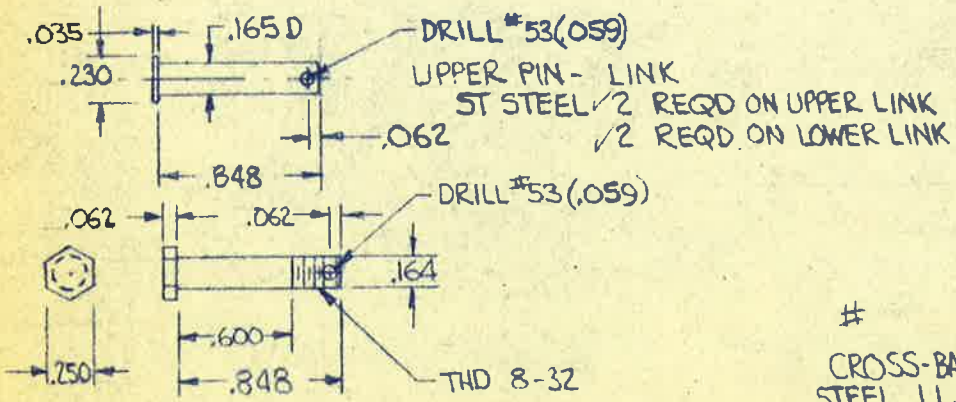 .035
.165 D
DRILL #53(.059)
.230
UPPER PIN - LINK
ST STEEL ✓2 REQD ON UPPER LINK
✓2 REQD. ON LOWER LINK
.062
.848
DRILL #53(.059)
.062
.062
.164
.600
.250
.848
THD 8-32
#
CROSS-BA
STEEL